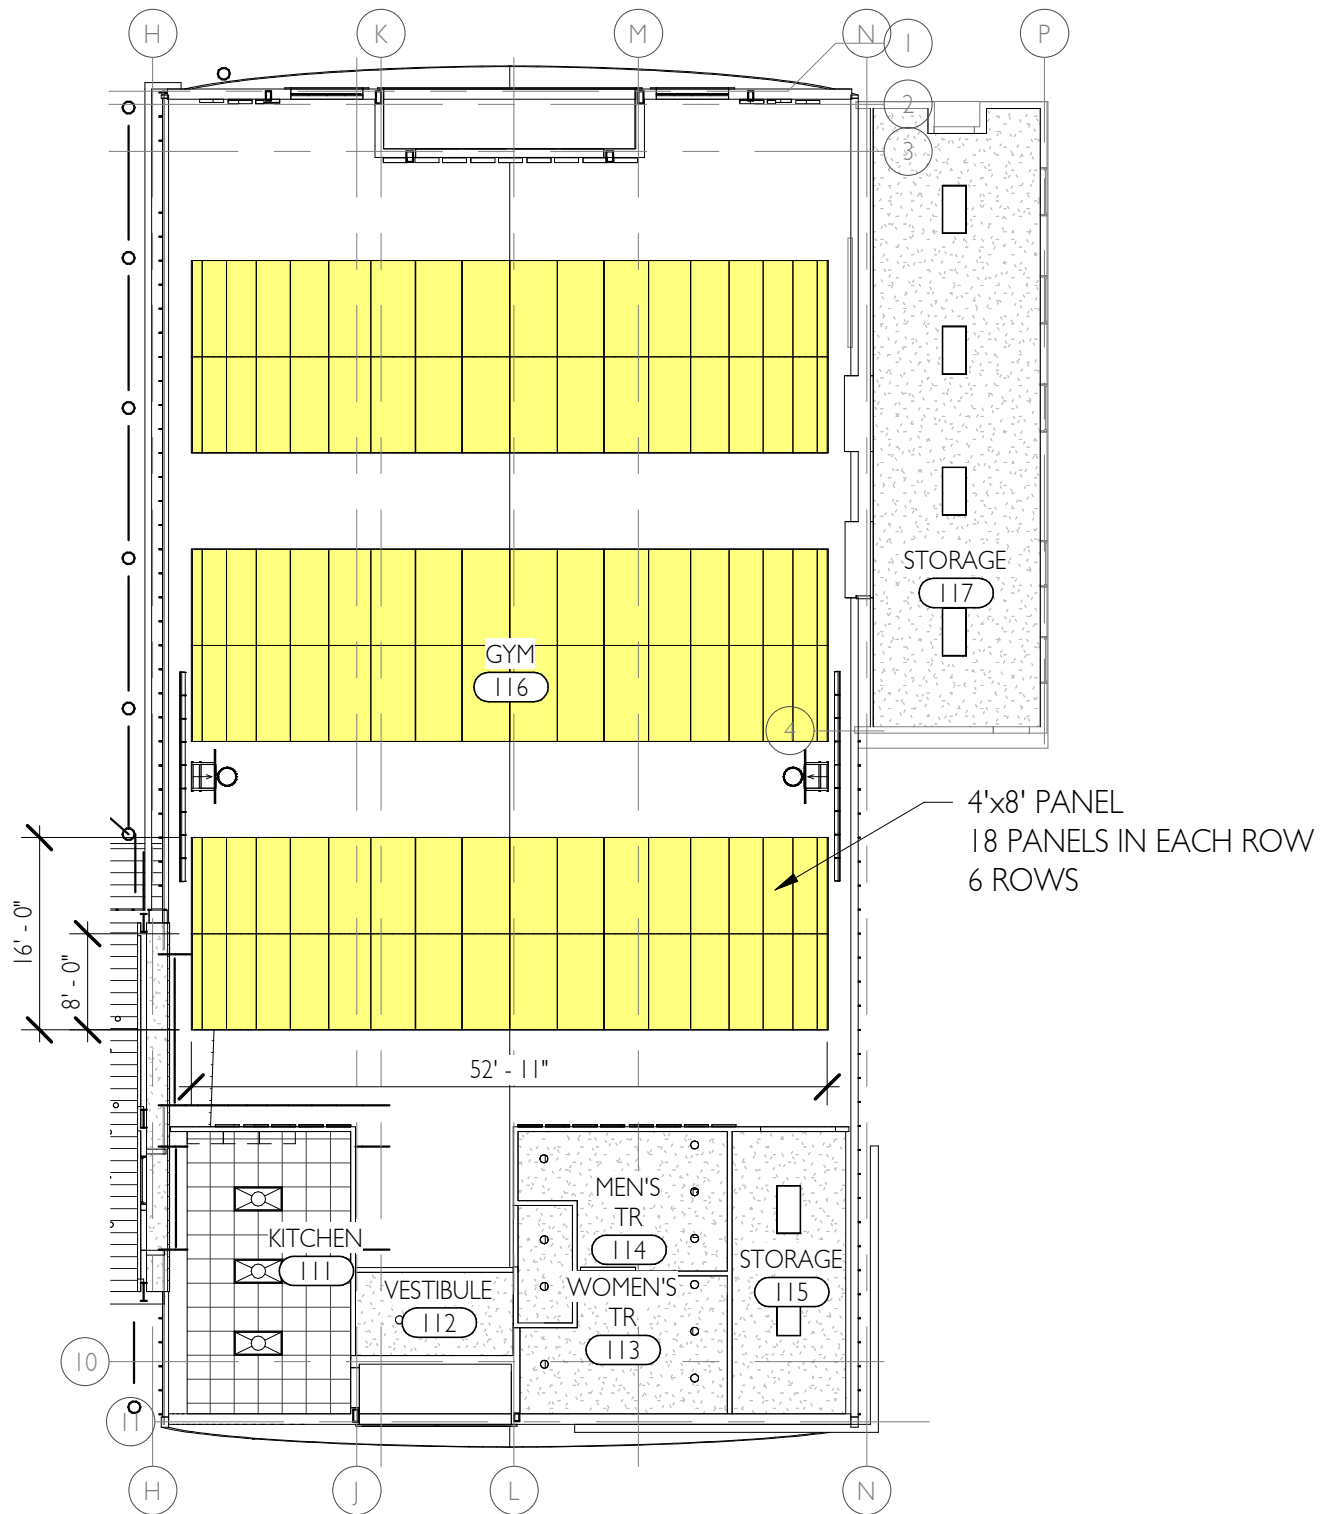 H
K
M
N
1
P
2
3
STORAGE
117
GYM
116
4
4'x8' PANEL
18 PANELS IN EACH ROW
6 ROWS
16' - 0"
8' - 0"
52' - 11"
MEN'S
TR
114
KITCHEN
111
STORAGE
115
VESTIBULE
112
WOMEN'S
TR
113
10
11
H
J
L
N